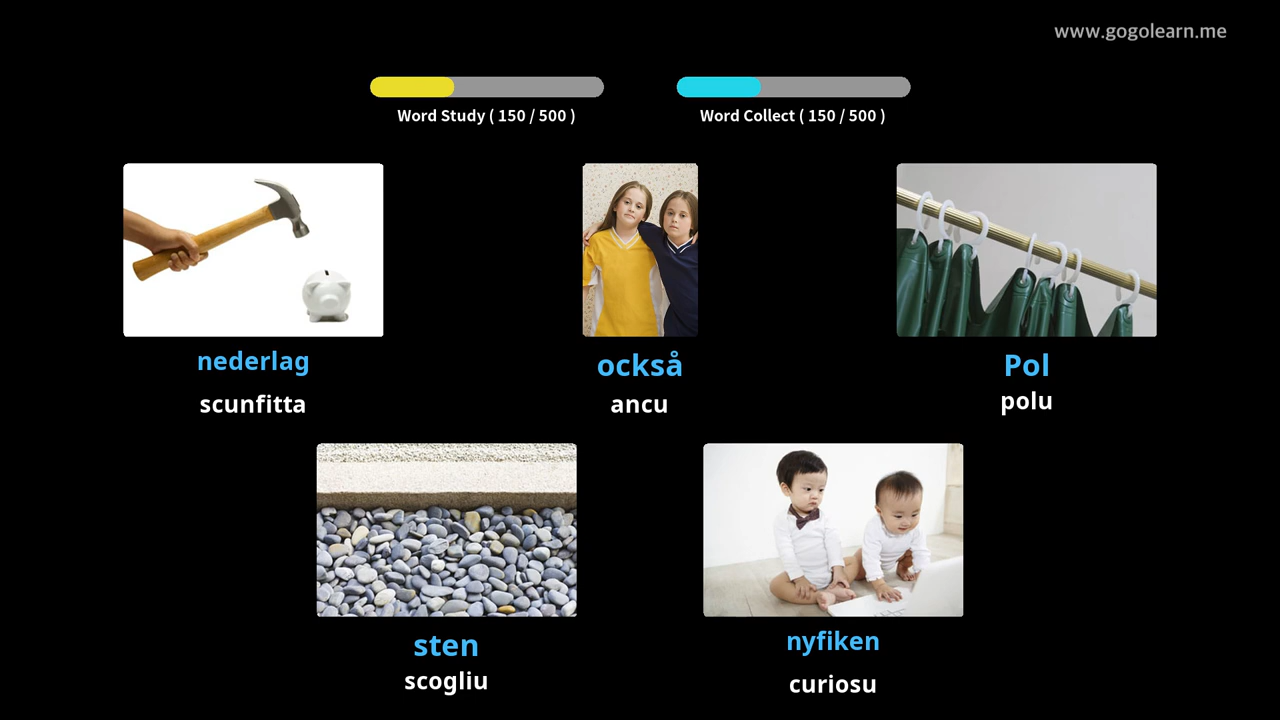 www.gogolearn.me
Word Study ( 150 / 500 )
Word Collect ( 150 / 500 )
nederlag
scunfitta
också
ancu
Pol
polu
sten
scogliu
nyfiken
curiosu